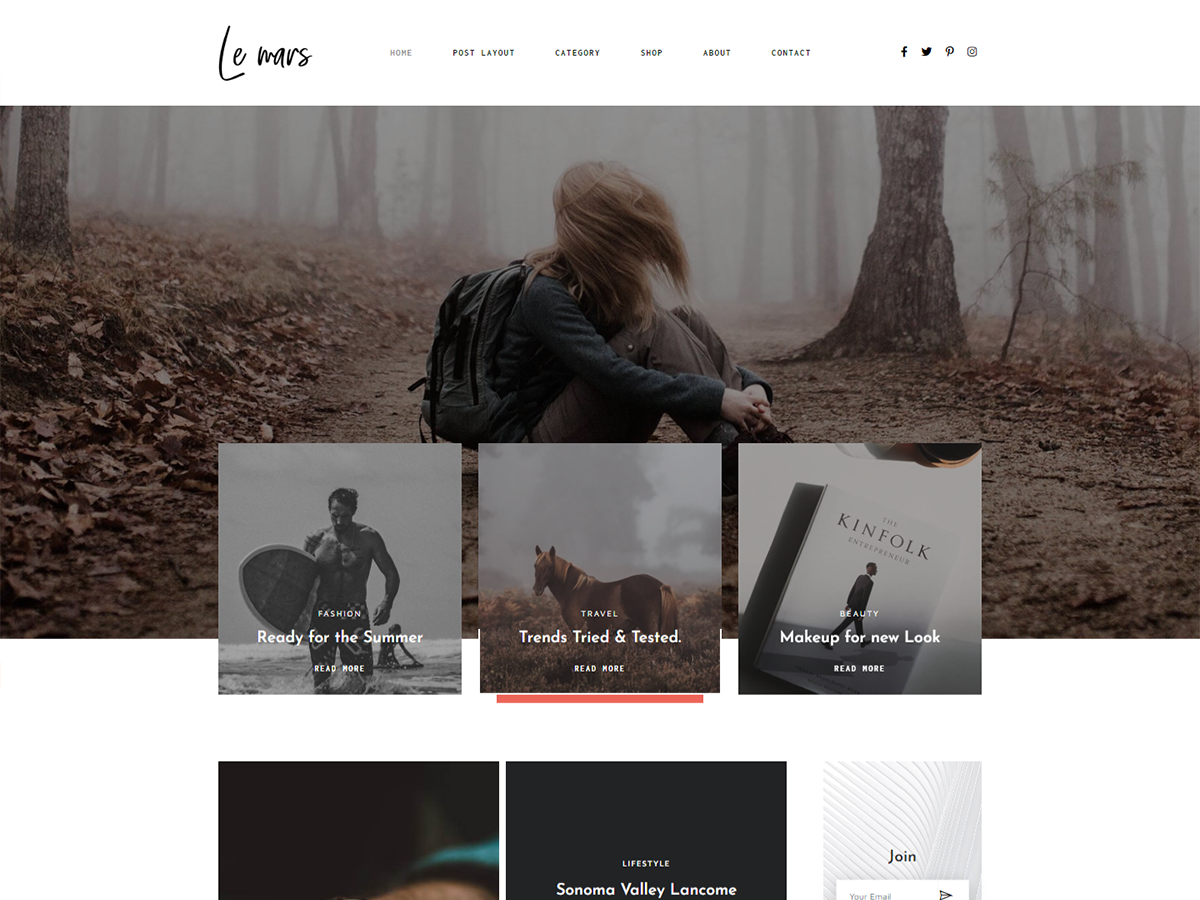 Le mars
HOME
POST LAYOUT
CATEGORY
SHOP
ABOUT
CONTACT
THE
KINFOLK
ENTREPRENEUR
FASHION
Ready for the Summer
READ MORE
TRAVEL
Trends Tried & Tested.
READ MORE
BEAUTY
Makeup for new Look
READ MORE
LIFESTYLE
Sonoma Valley Lancome
Join
Your Email